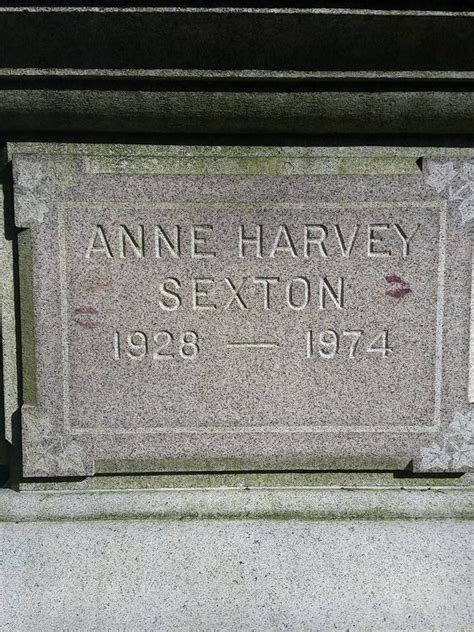 ANNE HARVEY
SEXTON
1928 — 1974